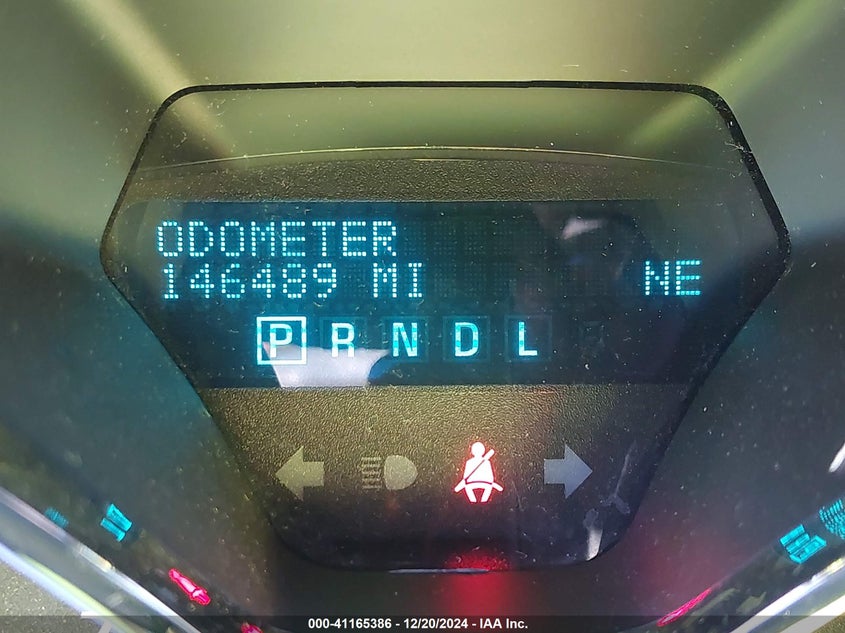 ODOMETER
146489 MI NE
P R N D L
000-41165386 - 12/20/2024 - IAA Inc.